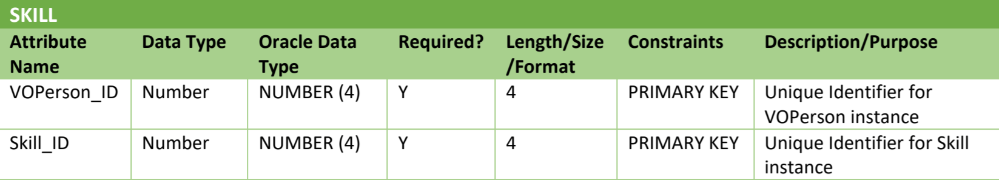 SKILL
Attribute Name Data Type Oracle Data Type Required? Length/Size /Format Constraints Description/Purpose
VOPerson_ID Number NUMBER (4) Y 4 PRIMARY KEY Unique Identifier for VOPerson instance
Skill_ID Number NUMBER (4) Y 4 PRIMARY KEY Unique Identifier for Skill instance